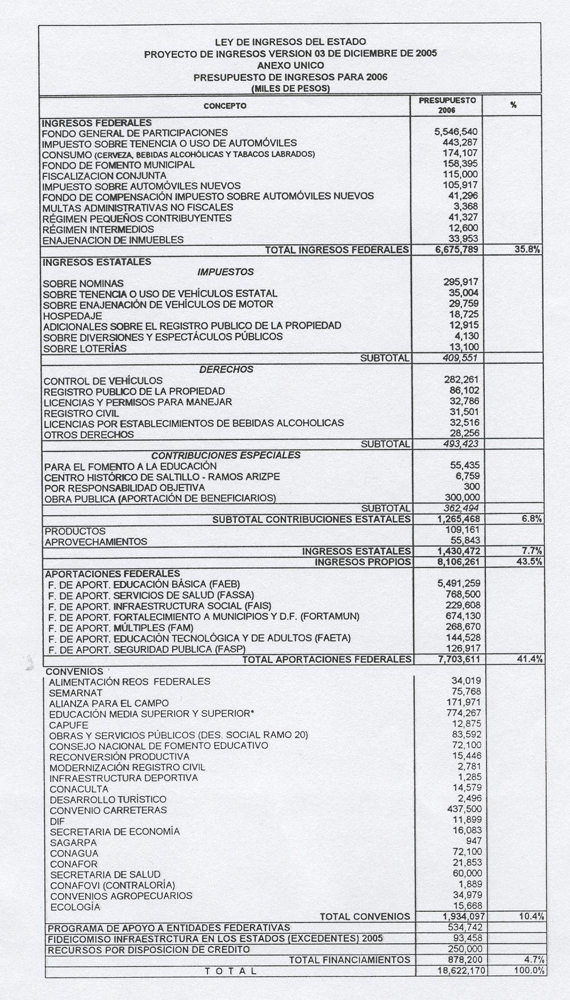 LEY DE INGRESOS DEL ESTADO
PROYECTO DE INGRESOS VERSION 03 DE DICIEMBRE DE 2005
ANEXO UNICO
PRESUPUESTO DE INGRESOS PARA 2006
(MILES DE PESOS)
CONCEPTO PRESUPUESTO 2006 %
INGRESOS FEDERALES
FONDO GENERAL DE PARTICIPACIONES 5,546,540
IMPUESTO SOBRE TENENCIA O USO DE AUTOMÓVILES 443,287
CONSUMO (CERVEZA, BEBIDAS ALCOHÓLICAS Y TABACOS LABRADOS) 174,107
FONDO DE FOMENTO MUNICIPAL 158,395
FISCALIZACION CONJUNTA 115,000
IMPUESTO SOBRE AUTOMÓVILES NUEVOS 105,917
FONDO DE COMPENSACIÓN IMPUESTO SOBRE AUTOMÓVILES NUEVOS 41,296
MULTAS ADMINISTRATIVAS NO FISCALES 3,368
RÉGIMEN PEQUEÑOS CONTRIBUYENTES 41,327
RÉGIMEN INTERMEDIOS 12,600
ENAJENACION DE INMUEBLES 33,953
TOTAL INGRESOS FEDERALES 6,675,789 35.8%
INGRESOS ESTATALES
IMPUESTOS
SOBRE NOMINAS 295,917
SOBRE TENENCIA O USO DE VEHÍCULOS ESTATAL 35,004
SOBRE ENAJENACIÓN DE VEHÍCULOS DE MOTOR 29,759
HOSPEDAJE 18,725
ADICIONALES SOBRE EL REGISTRO PUBLICO DE LA PROPIEDAD 12,915
SOBRE DIVERSIONES Y ESPECTÁCULOS PÚBLICOS 4,130
SOBRE LOTERÍAS 13,100
SUBTOTAL 409,551
DERECHOS
CONTROL DE VEHÍCULOS 282,261
REGISTRO PUBLICO DE LA PROPIEDAD 86,102
LICENCIAS Y PERMISOS PARA MANEJAR 32,786
REGISTRO CIVIL 31,501
LICENCIAS POR ESTABLECIMIENTOS DE BEBIDAS ALCOHOLICAS 32,516
OTROS DERECHOS 28,256
SUBTOTAL 493,423
CONTRIBUCIONES ESPECIALES
PARA EL FOMENTO A LA EDUCACIÓN 55,435
CENTRO HISTÓRICO DE SALTILLO - RAMOS ARIZPE 6,759
POR RESPONSABILIDAD OBJETIVA 300
OBRA PUBLICA (APORTACIÓN DE BENEFICIARIOS) 300,000
SUBTOTAL 362,494
SUBTOTAL CONTRIBUCIONES ESTATALES 1,265,468 6.8%
PRODUCTOS 109,161
APROVECHAMIENTOS 55,843
INGRESOS ESTATALES 1,430,472 7.7%
INGRESOS PROPIOS 8,106,261 43.5%
APORTACIONES FEDERALES
F. DE APORT. EDUCACIÓN BÁSICA (FAEB) 5,491,259
F. DE APORT. SERVICIOS DE SALUD (FASSA) 768,500
F. DE APORT. INFRAESTRUCTURA SOCIAL (FAIS) 229,608
F. DE APORT. FORTALECIMIENTO A MUNICIPIOS Y D.F. (FORTAMUN) 674,130
F. DE APORT. MÚLTIPLES (FAM) 268,670
F. DE APORT. EDUCACIÓN TECNOLÓGICA Y DE ADULTOS (FAETA) 144,528
F. DE APORT. SEGURIDAD PUBLICA (FASP) 126,917
TOTAL APORTACIONES FEDERALES 7,703,611 41.4%
CONVENIOS
ALIMENTACIÓN REOS FEDERALES 34,019
SEMARNAT 75,768
ALIANZA PARA EL CAMPO 171,971
EDUCACIÓN MEDIA SUPERIOR Y SUPERIOR* 774,267
CAPUFE 12,875
OBRAS Y SERVICIOS PÚBLICOS (DES. SOCIAL RAMO 20) 83,592
CONSEJO NACIONAL DE FOMENTO EDUCATIVO 72,100
RECONVERSIÓN PRODUCTIVA 15,446
MODERNIZACIÓN REGISTRO CIVIL 2,781
INFRAESTRUCTURA DEPORTIVA 1,285
CONACULTA 14,579
DESARROLLO TURÍSTICO 2,496
CONVENIO CARRETERAS 437,500
DIF 11,899
SECRETARIA DE ECONOMÍA 16,083
SAGARPA 947
CONAGUA 72,100
CONAFOR 21,853
SECRETARIA DE SALUD 60,000
CONAFOVI (CONTRALORÍA) 1,889
CONVENIOS AGROPECUARIOS 34,979
ECOLOGÍA 15,668
TOTAL CONVENIOS 1,934,097 10.4%
PROGRAMA DE APOYO A ENTIDADES FEDERATIVAS 534,742
FIDEICOMISO INFRAESTRCTURA EN LOS ESTADOS (EXCEDENTES) 2005 93,458
RECURSOS POR DISPOSICION DE CREDITO 250,000
TOTAL FINANCIAMIENTOS 878,200 4.7%
T O T A L 18,622,170 100.0%